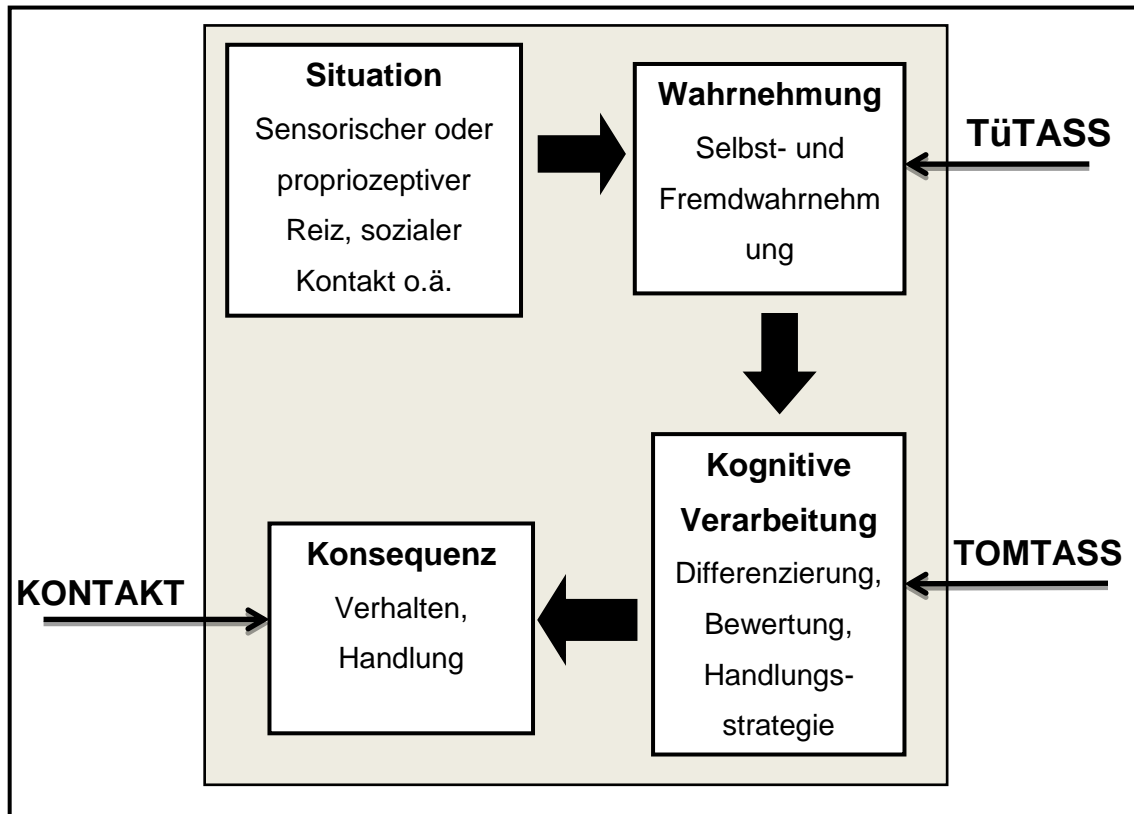 Situation
Sensorischer oder
propriozeptiver
Reiz, sozialer
Kontakt o.ä.
Wahrnehmung
Selbst- und
Fremdwahrnehm
ung
TüTASS
Kognitive
Verarbeitung
Differenzierung,
Bewertung,
Handlungs-
strategie
TOMTASS
Konsequenz
Verhalten,
Handlung
KONTAKT